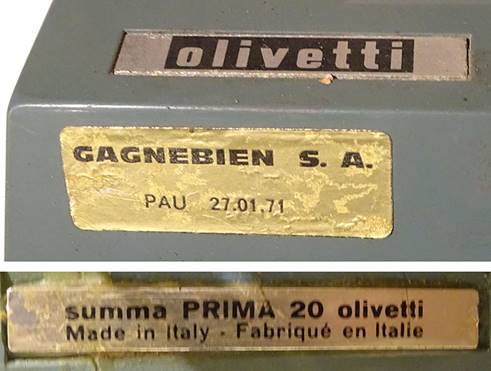 olivetti
GAGNEBIEN S. A.
PAU 27.01.71
summa PRIMA 20 olivetti
Made in Italy - Fabriqué en Italie